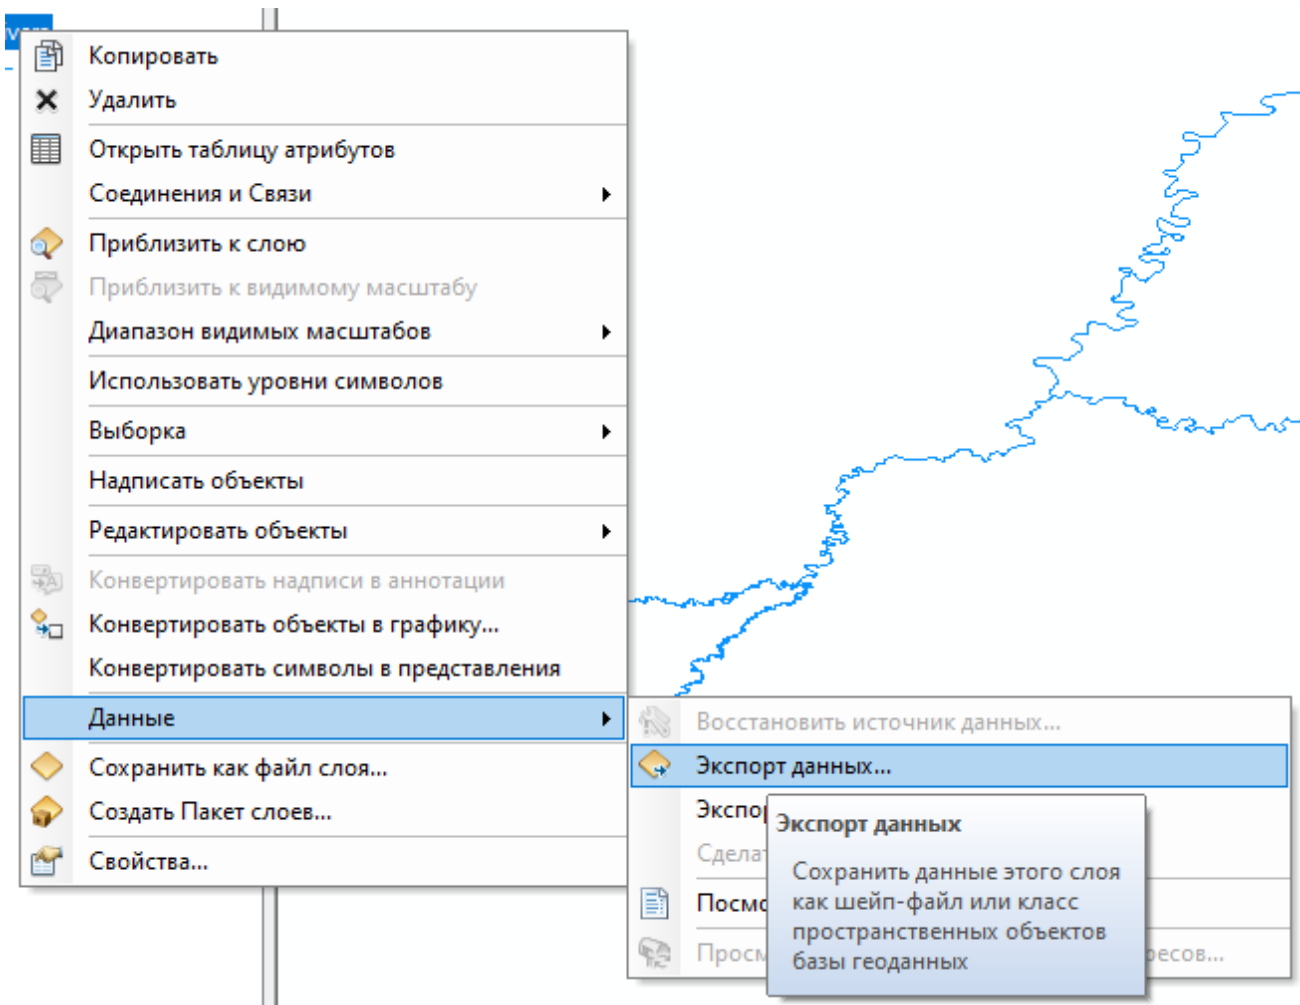 Копировать
Удалить
Открыть таблицу атрибутов
Соединения и Связи
Приблизить к слою
Приблизить к видимому масштабу
Диапазон видимых масштабов
Использовать уровни символов
Выборка
Надписать объекты
Редактировать объекты
Конвертировать надписи в аннотации
Конвертировать объекты в графику...
Конвертировать символы в представления
Данные
Сохранить как файл слоя...
Создать Пакет слоев...
Свойства...
Восстановить источник данных...
Экспорт данных...
Экспорт данных
Сохранить данные этого слоя
как шейп-файл или класс
пространственных объектов
базы геоданных